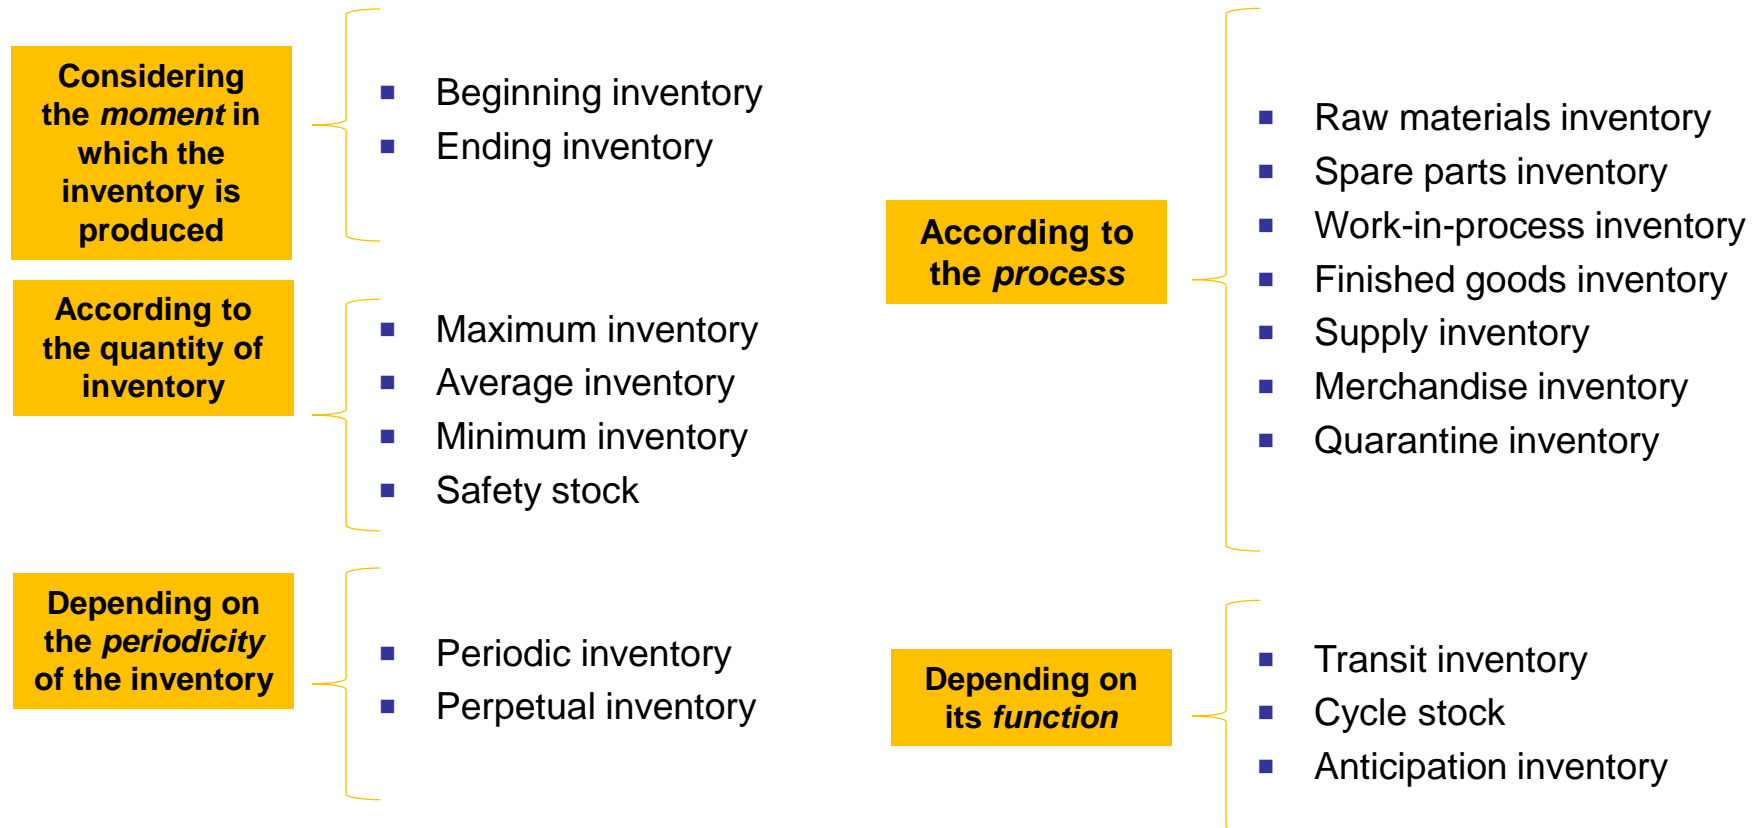 Considering
the moment in
which the
inventory is
produced
Beginning inventory
Ending inventory
According to
the quantity of
inventory
Maximum inventory
Average inventory
Minimum inventory
Safety stock
Depending on
the periodicity
of the inventory
Periodic inventory
Perpetual inventory
According to
the process
Raw materials inventory
Spare parts inventory
Work-in-process inventory
Finished goods inventory
Supply inventory
Merchandise inventory
Quarantine inventory
Depending on
its function
Transit inventory
Cycle stock
Anticipation inventory